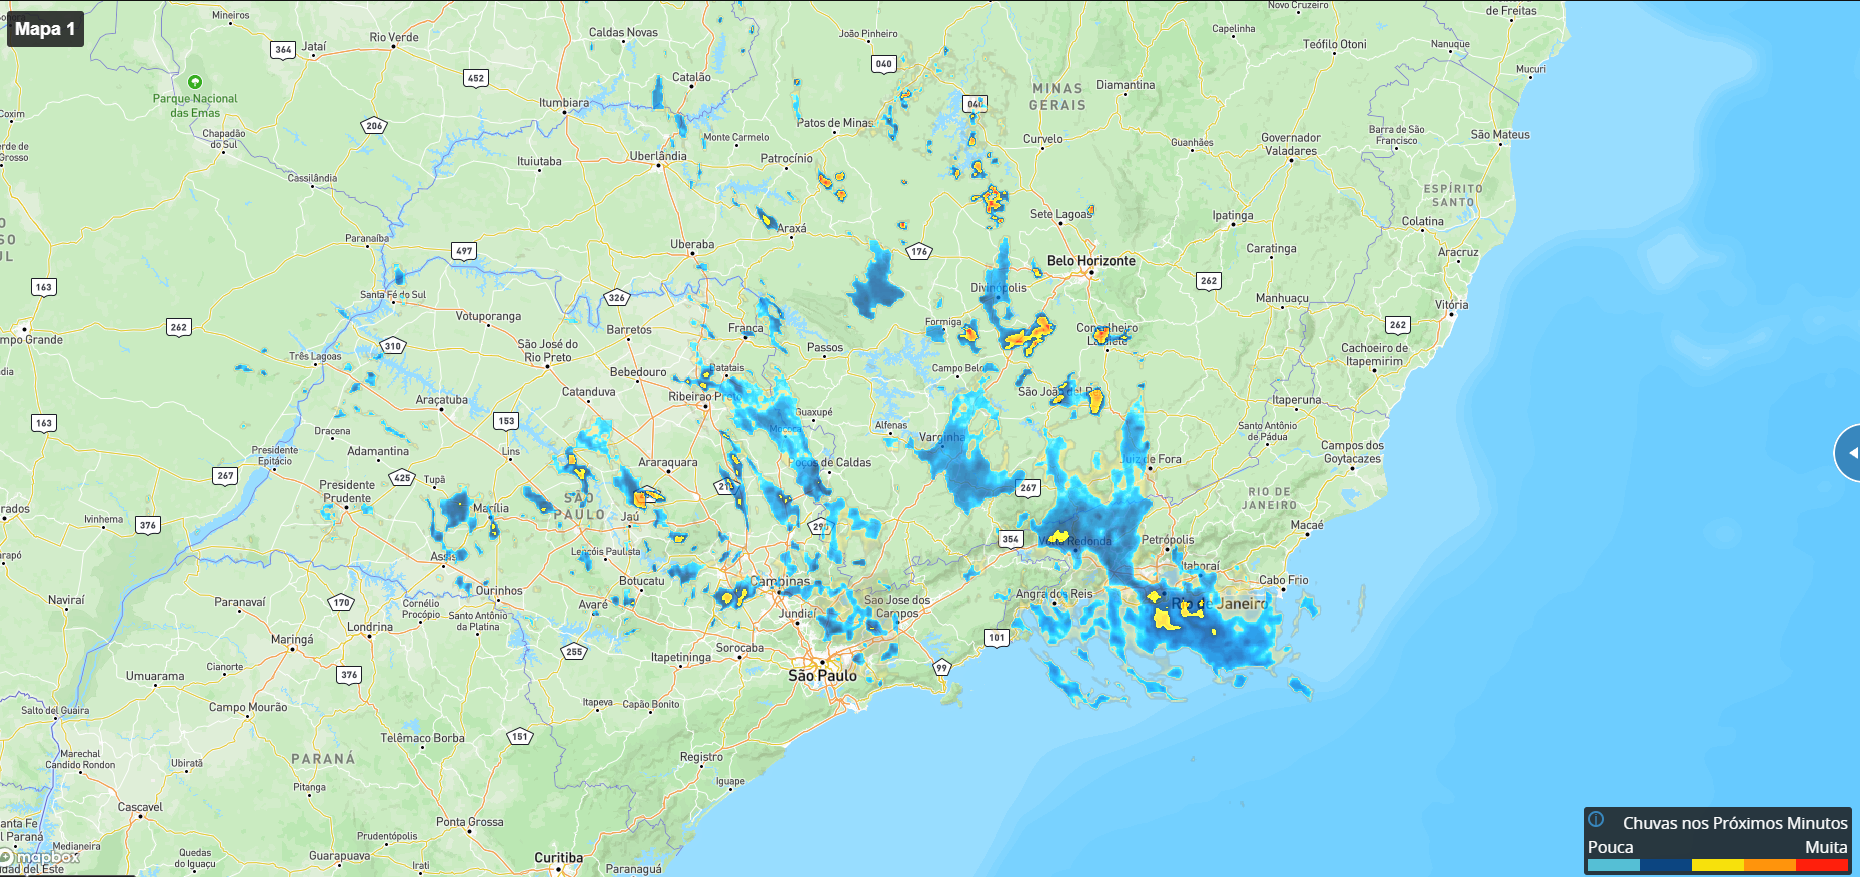 Mapa 1
Mineiros
Rio Verde
Caldas Novas
João Pinheiro
Capelinha
Novo Cruzeiro
de Freitas
Teófilo Otoni
Nanuque
Mucuri
364
Jataí
452
Catalão
040
MINAS
GERAIS
Diamantina
Parque Nacional
das Emas
Itumbiara
040
Coxim
206
Chapadão
do Sul
Monte Carmelo
Patos de Minas
Curvelo
Guanhães
Governador
Valadares
Barra de São
Francisco
São Mateus
Ituiutaba
Uberlândia
Patrocínio
Cassilândia
ESPÍRITO
SANTO
Sete Lagoas
Ipatinga
Colatina
Paranaíba
497
Uberaba
Araxá
176
Belo Horizonte
Caratinga
Aracruz
163
Santa Fé do Sul
326
Divinópolis
262
Manhuaçu
Vitória
262
Votuporanga
Barretos
Franca
Formiga
Conselheiro
Lafaiete
262
Campo Grande
310
São José do
Rio Preto
Passos
Cachoeiro de
Itapemirim
Três Lagoas
Bebedouro
Batatais
Campo Belo
163
Araçatuba
Catanduva
Ribeirão Preto
Guaxupé
São João del Rei
Itaperuna
153
Dracena
Mococa
Alfenas
Varginha
Santo Antônio
de Pádua
Presidente
Epitácio
Adamantina
Lins
Araraquara
Poços de Caldas
Juiz de Fora
Campos dos
Goytacazes
267
425
Tupã
Presidente
Prudente
SÃO
PAULO
267
RIO DE
JANEIRO
Ivinhema
376
Marília
Jaú
354
Volta Redonda
Petrópolis
Macaé
Assis
Lençóis Paulista
Itaboraí
Naviraí
Paranavaí
170
Cornélio
Procópio
Ourinhos
Avaré
Botucatu
Campinas
Jundiaí
Sao Jose dos
Campos
Angra dos Reis
Rio de Janeiro
Cabo Frio
Maringá
Londrina
Santo Antônio
da Platina
255
Itapetininga
Sorocaba
101
Umuarama
Cianorte
376
São Paulo
99
Salto del Guaira
Campo Mourão
Itapeva
Capão Bonito
Marechal
Candido Rondon
Ubiratã
Telêmaco Borba
151
PARANÁ
Pitanga
Registro
Iguape
Cascavel
Ponta Grossa
Medianeira
Quedas
do Iguaçu
Prudentópolis
Guarapuava
Irati
Curitiba
Paranaguá
mapbox
Chuvas nos Próximos Minutos
Pouca
Muita